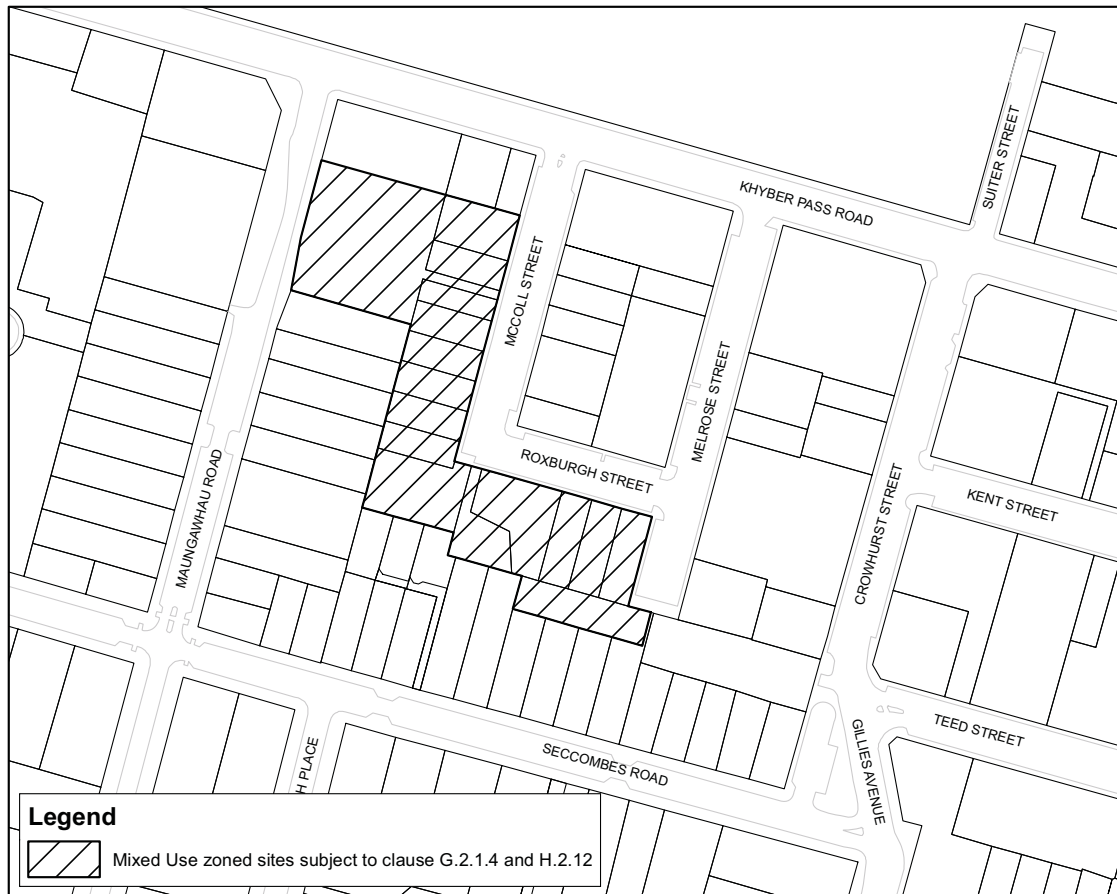 SUITER STREET
KHYBER PASS ROAD
MCCOLL STREET
MELROSE STREET
ROXBURGH STREET
KENT STREET
MAUNGAWHAU ROAD
CROWHURST STREET
TEED STREET
GILLIES AVENUE
SECCOMBES ROAD
H PLACE
Legend
Mixed Use zoned sites subject to clause G.2.1.4 and H.2.12